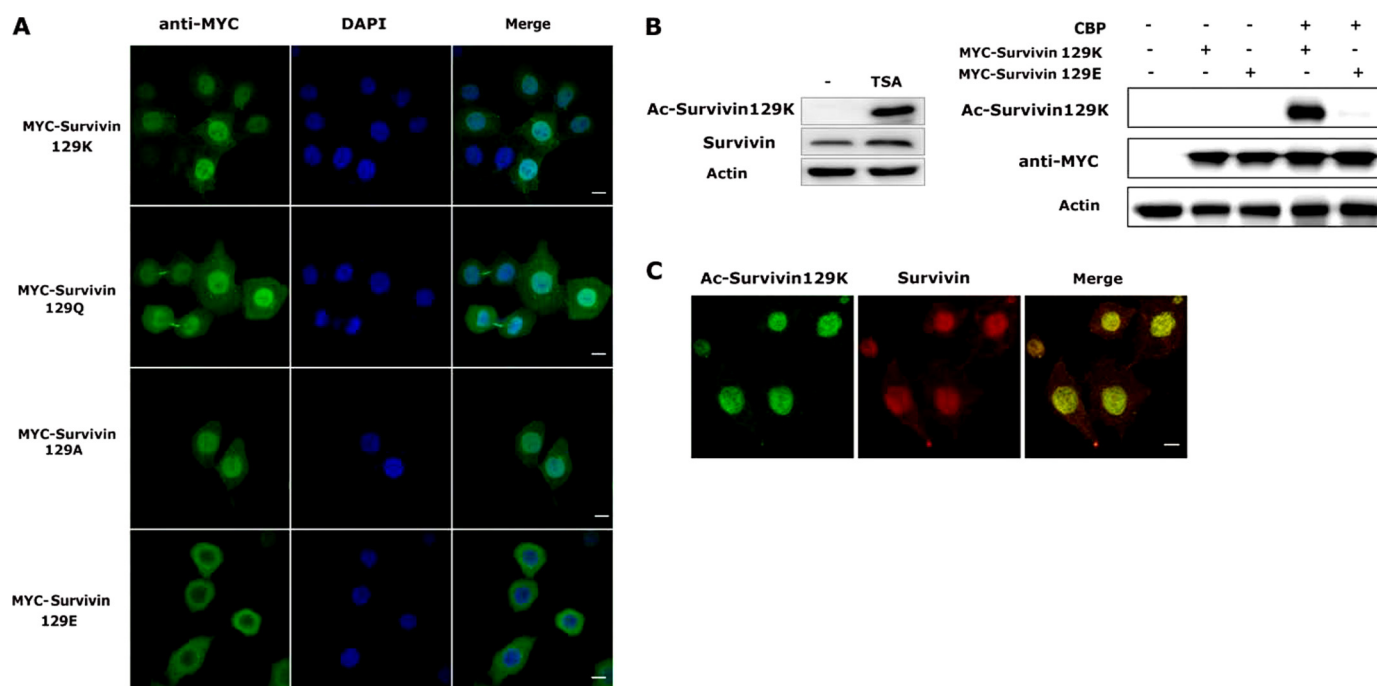 A
anti-MYC DAPI Merge
MYC-Survivin
129K
MYC-Survivin
129Q
MYC-Survivin
129A
MYC-Survivin
129E
B
- TSA
Ac-Survivin129K
Survivin
Actin
CBP - - - + +
MYC-Survivin 129K - + - + -
MYC-Survivin 129E - - + - +
Ac-Survivin129K
anti-MYC
Actin
C
Ac-Survivin129K Survivin Merge